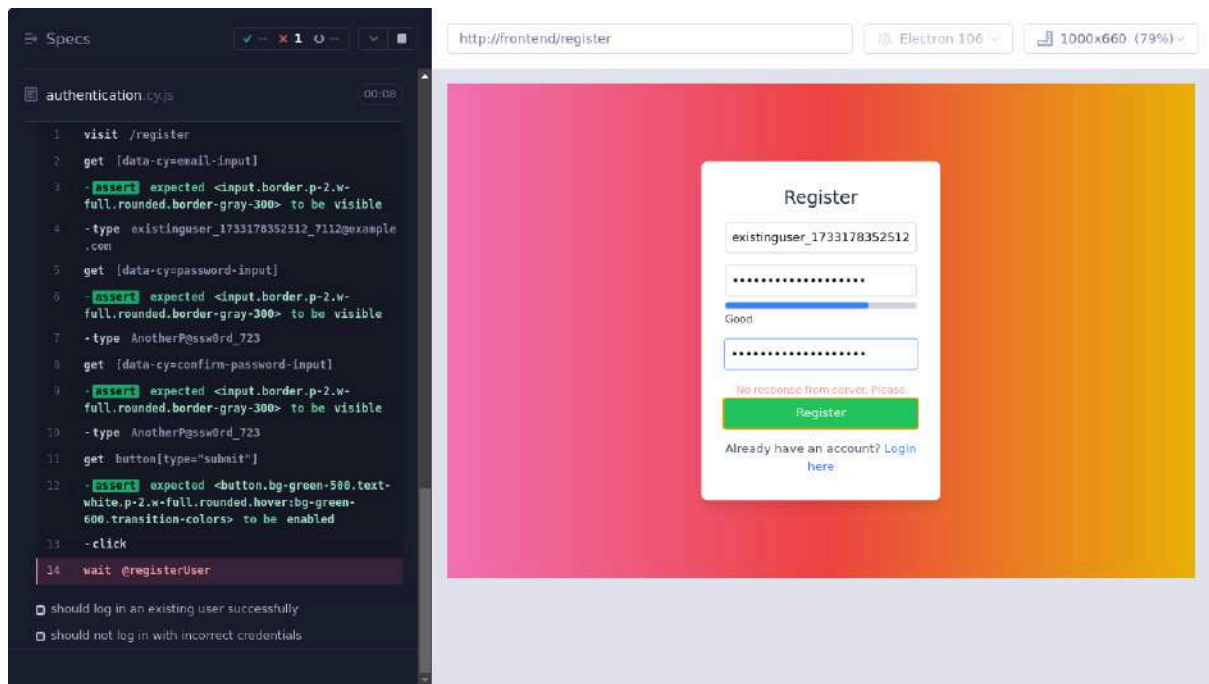 Specs
✓ -- ✕ 1 --
authentication.cy.js
00:08
1 visit /register
2 get [data-cy=email-input]
3 -assert expected <input.border.p-2.w-
full.rounded.border-gray-300> to be visible
4 -type existinguser_1733178352512_7112@example
.com
5 get [data-cy=password-input]
6 -assert expected <input.border.p-2.w-
full.rounded.border-gray-300> to be visible
7 -type AnotherP@ssw0rd_723
8 get [data-cy=confirm-password-input]
9 -assert expected <input.border.p-2.w-
full.rounded.border-gray-300> to be visible
10 -type AnotherP@ssw0rd_723
11 get button[type="submit"]
12 -assert expected <button.bg-green-500.text-
white.p-2.w-full.rounded.hover:bg-green-
600.transition-colors> to be enabled
13 -click
14 wait @registerUser
should log in an existing user successfully
should not log in with incorrect credentials
http://frontend/register
Electron 106
1000x660 (79%)
Register
existinguser_1733178352512
Good
No response from server. Please
Register
Already have an account? Login
here